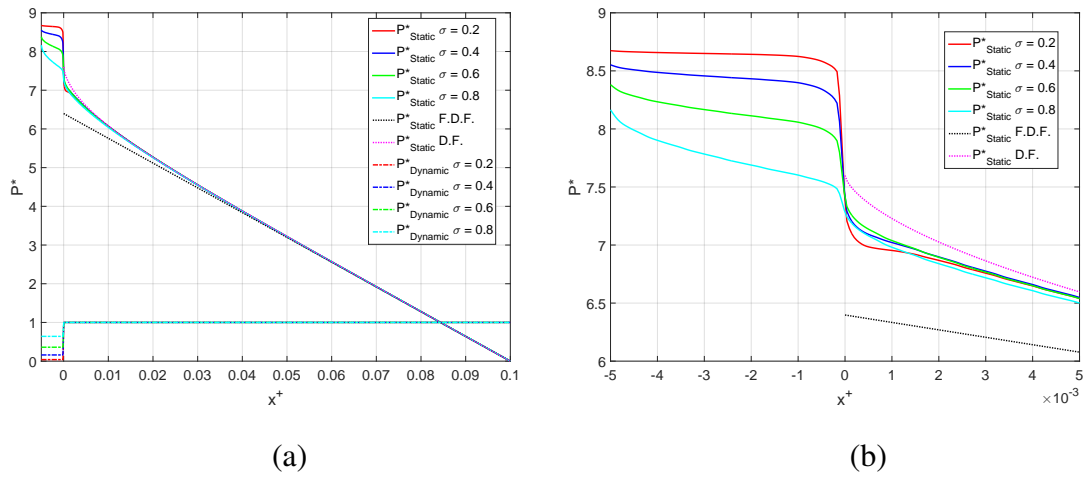 9
8
7
6
5
4
3
2
1
0
P*
0 0.01 0.02 0.03 0.04 0.05 0.06 0.07 0.08 0.09 0.1
x+
P*Static σ = 0.2
P*Static σ = 0.4
P*Static σ = 0.6
P*Static σ = 0.8
P*Static F.D.F.
P*Static D.F.
P*Dynamic σ = 0.2
P*Dynamic σ = 0.4
P*Dynamic σ = 0.6
P*Dynamic σ = 0.8
(a)
9
8.5
8
7.5
7
6.5
6
P*
-5 -4 -3 -2 -1 0 1 2 3 4 5
x+
×10-3
P*Static σ = 0.2
P*Static σ = 0.4
P*Static σ = 0.6
P*Static σ = 0.8
P*Static F.D.F.
P*Static D.F.
(b)